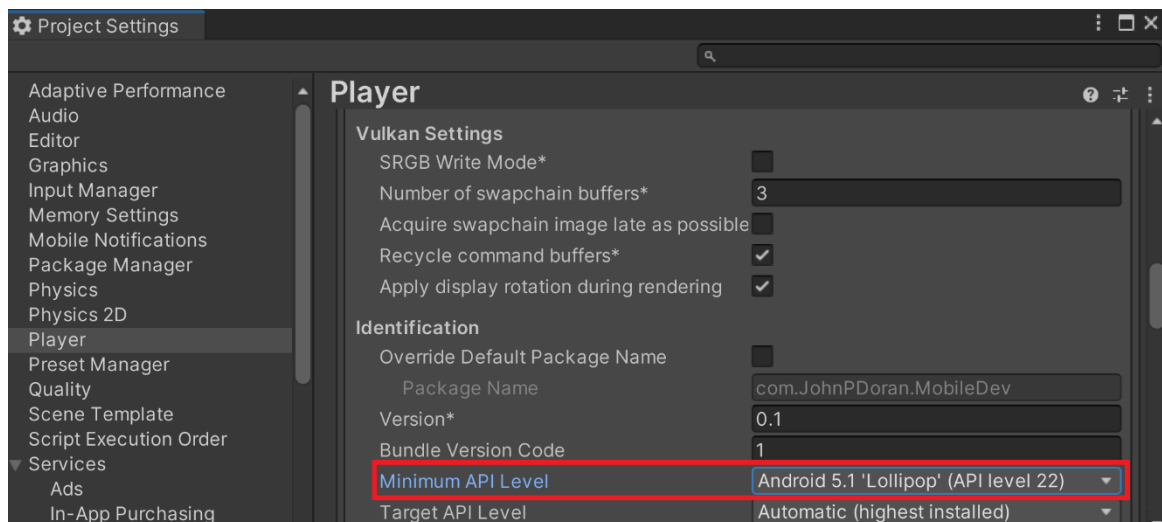 Project Settings
Adaptive Performance
Audio
Editor
Graphics
Input Manager
Memory Settings
Mobile Notifications
Package Manager
Physics
Physics 2D
Player
Preset Manager
Quality
Scene Template
Script Execution Order
Services
Ads
In-App Purchasing
Player
Vulkan Settings
SRGB Write Mode*
Number of swapchain buffers* 3
Acquire swapchain image late as possible
Recycle command buffers*
Apply display rotation during rendering
Identification
Override Default Package Name
Package Name com.JohnPDoran.MobileDev
Version* 0.1
Bundle Version Code 1
Minimum API Level Android 5.1 'Lollipop' (API level 22)
Target API Level Automatic (highest installed)